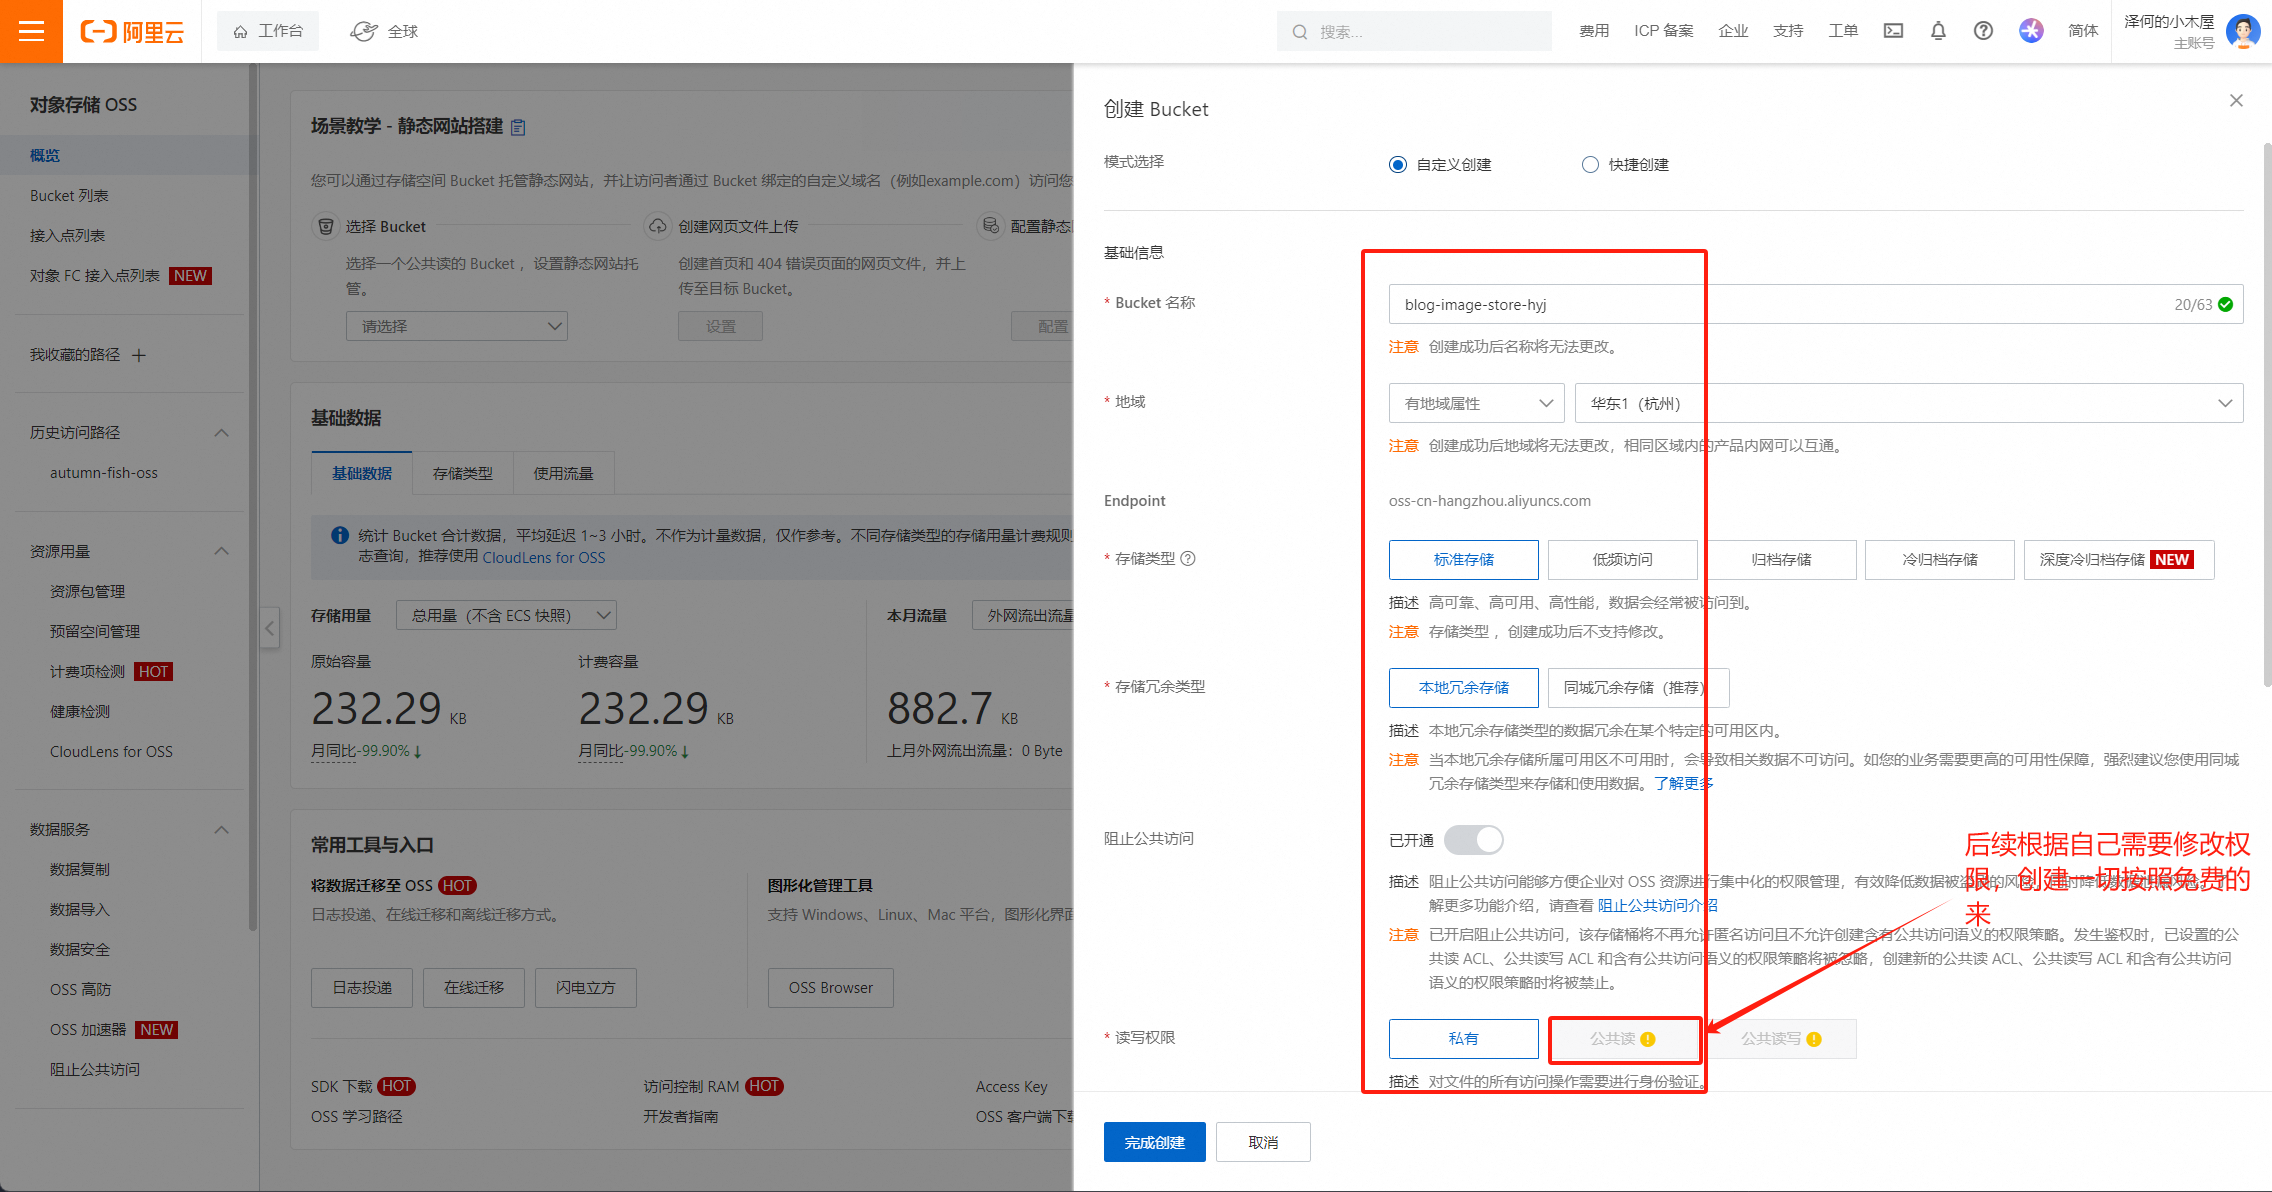 阿里云
工作台
全球
搜索...
费用
ICP 备案
企业
支持
工单
简体
泽何的小木屋
主账号
对象存储 OSS
概览
Bucket 列表
接入点列表
对象 FC 接入点列表 NEW
我收藏的路径
历史访问路径
autumn-fish-oss
资源用量
资源包管理
预留空间管理
计费项检测 HOT
健康检测
CloudLens for OSS
数据服务
数据复制
数据导入
数据安全
OSS 高防
OSS 加速器 NEW
阻止公共访问
场景教学 - 静态网站搭建
您可以通过存储空间 Bucket 托管静态网站，并让访问者通过 Bucket 绑定的自定义域名（例如example.com）访问您
选择 Bucket
选择一个公共读的 Bucket ，设置静态网站托
管。
请选择
创建网页文件上传
创建首页和 404 错误页面的网页文件，并上
传至目标 Bucket。
设置
配置静态
配置
基础数据
基础数据
存储类型
使用流量
统计 Bucket 合计数据，平均延迟 1~3 小时。不作为计量数据，仅作参考。不同存储类型的存储用量计费规则
志查询，推荐使用 CloudLens for OSS
存储用量
总用量（不含 ECS 快照）
本月流量
外网流出流量
原始容量
计费容量
232.29 KB
232.29 KB
882.7 KB
月同比-99.90%↓
月同比-99.90%↓
上月外网流出流量：0 Byte
常用工具与入口
将数据迁移至 OSS HOT
日志投递、在线迁移和离线迁移方式。
日志投递
在线迁移
闪电立方
图形化管理工具
支持 Windows、Linux、Mac 平台，图形化界面
OSS Browser
SDK 下载 HOT
访问控制 RAM HOT
Access Key
OSS 学习路径
开发者指南
OSS 客户端下载
创建 Bucket
模式选择
自定义创建
快捷创建
基础信息
* Bucket 名称
blog-image-store-hyj
20/63
注意 创建成功后名称将无法更改。
* 地域
有地域属性
华东1（杭州）
注意 创建成功后地域将无法更改，相同区域内的产品内网可以互通。
Endpoint
oss-cn-hangzhou.aliyuncs.com
* 存储类型
标准存储
低频访问
归档存储
冷归档存储
深度冷归档存储 NEW
描述 高可靠、高可用、高性能，数据会经常被访问到。
注意 存储类型 ，创建成功后不支持修改。
* 存储冗余类型
本地冗余存储
同城冗余存储（推荐）
描述 本地冗余存储类型的数据冗余在某个特定的可用区内。
注意 当本地冗余存储所属可用区不可用时，会导致相关数据不可访问。如您的业务需要更高的可用性保障，强烈建议您使用同城
冗余存储类型来存储和使用数据。了解更多
阻止公共访问
已开通
描述 阻止公共访问能够方便企业对 OSS 资源进行集中化的权限管理，有效降低数据被
解更多功能介绍，请查看 阻止公共访问介绍
注意 已开启阻止公共访问，该存储桶将不再允许匿名访问且不允许创建含有公共访问语义的权限策略。发生鉴权时，已设置的公
共读 ACL、公共读写 ACL 和含有公共访问语义的权限策略将被忽略，创建新的公共读 ACL、公共读写 ACL 和含有公共访问
语义的权限策略时将被禁止。
后续根据自己需要修改权
限，创建一切按照免费的
来
* 读写权限
私有
公共读
公共读写
描述 对文件的所有访问操作需要进行身份验证。
完成创建
取消